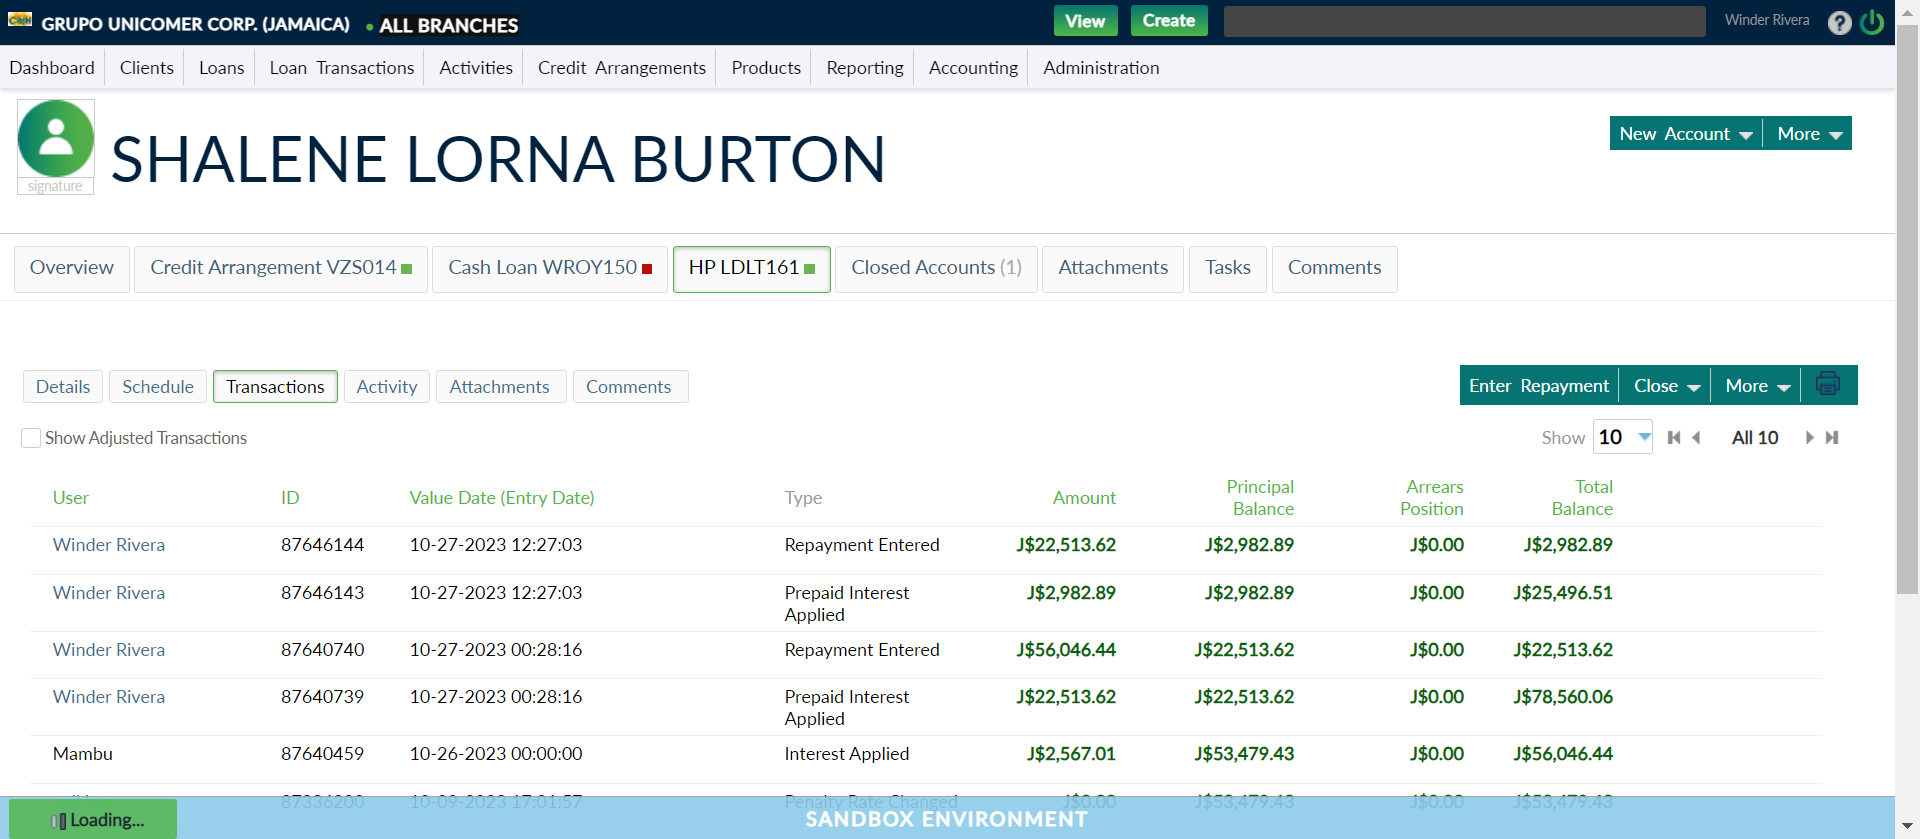 Cash
GRUPO UNICOMER CORP. (JAMAICA) • ALL BRANCHES View Create Winder Rivera ?
Dashboard Clients Loans Loan Transactions Activities Credit Arrangements Products Reporting Accounting Administration
SHALENE LORNA BURTON
signature
New Account More
Overview Credit Arrangement VZS014 Cash Loan WROY150 HP LDLT161 Closed Accounts (1) Attachments Tasks Comments
Details Schedule Transactions Activity Attachments Comments Enter Repayment Close More
Show Adjusted Transactions Show 10 All 10
User ID Value Date (Entry Date) Type Amount Principal Balance Arrears Position Total Balance
Winder Rivera 87646144 10-27-2023 12:27:03 Repayment Entered J$22,513.62 J$2,982.89 J$0.00 J$2,982.89
Winder Rivera 87646143 10-27-2023 12:27:03 Prepaid Interest Applied J$2,982.89 J$2,982.89 J$0.00 J$25,496.51
Winder Rivera 87640740 10-27-2023 00:28:16 Repayment Entered J$56,046.44 J$22,513.62 J$0.00 J$22,513.62
Winder Rivera 87640739 10-27-2023 00:28:16 Prepaid Interest Applied J$22,513.62 J$22,513.62 J$0.00 J$78,560.06
Mambu 87640459 10-26-2023 00:00:00 Interest Applied J$2,567.01 J$53,479.43 J$0.00 J$56,046.44
87336200 10-09-2023 17:01:57 Penalty Rate Changed J$0.00 J$53,479.43 J$0.00 J$53,479.43
Loading... SANDBOX ENVIRONMENT